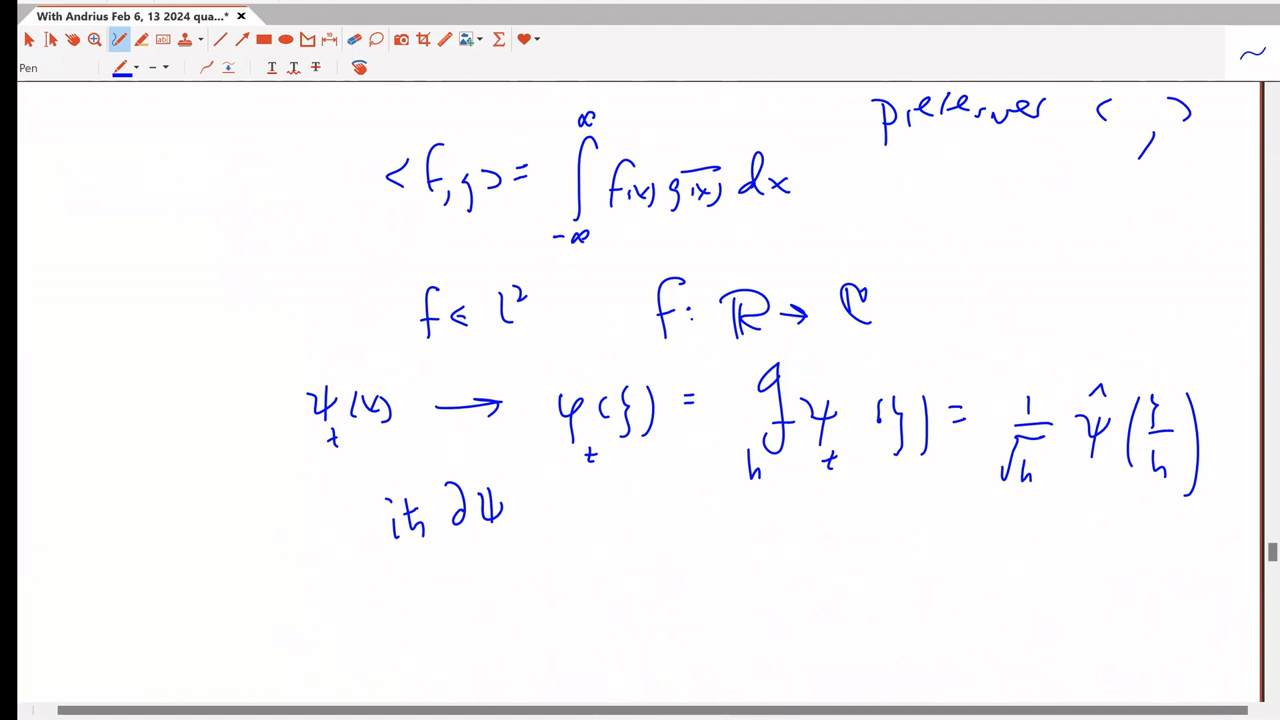 With Andrius Feb 6, 13 2024 qua...*
Pen
preserves < , >
<f,g> = ∫_{-∞}^{∞} f(x) \overline{g(x)} dx
f ∈ L² f: ℝ → ℂ
ψ_t(x) → φ_t(ξ) = ℱ_h ψ_t (ξ) = 1/√h ψ̂(ξ/h)
iħ ∂ψ